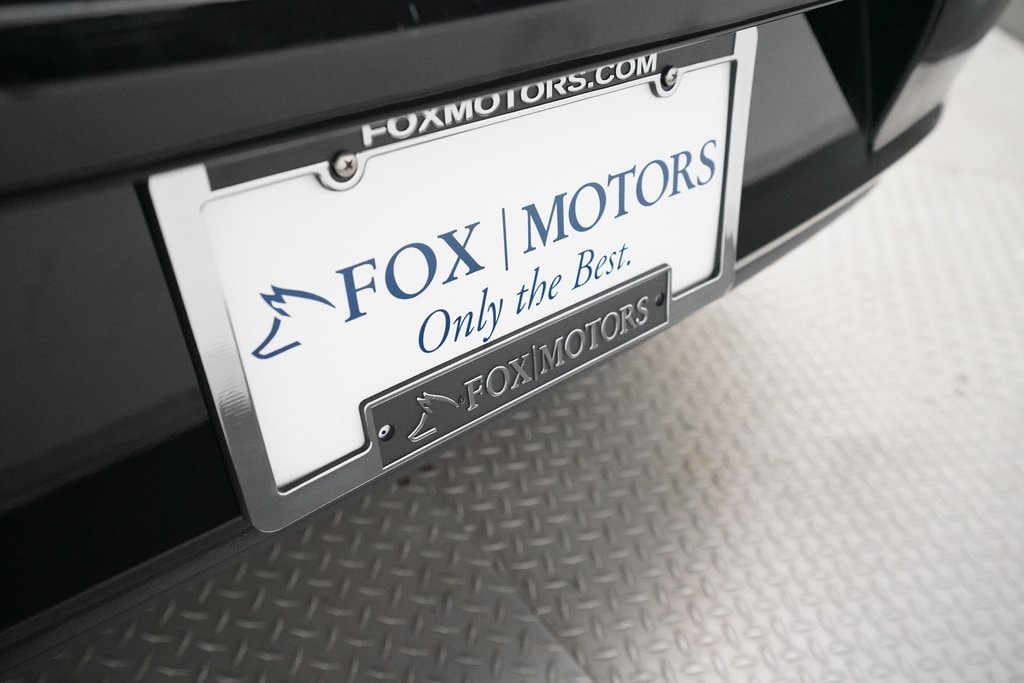 FOXMOTORS.COM
FOX | MOTORS
Only the Best.
FOX|MOTORS